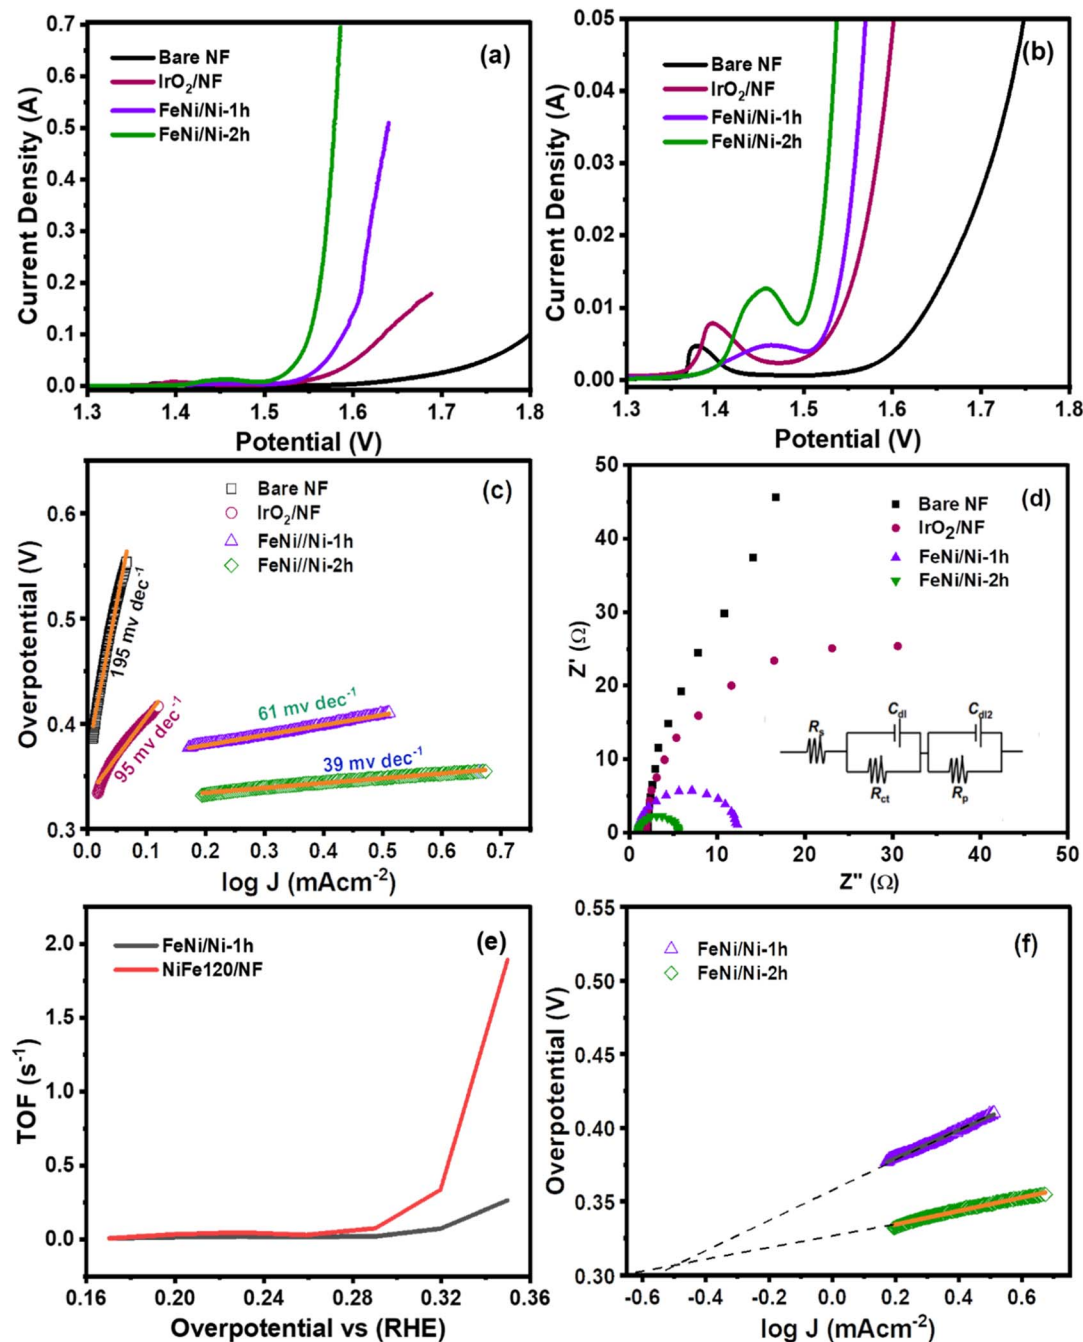 (a)
Bare NF
IrO₂/NF
FeNi/Ni-1h
FeNi/Ni-2h
Current Density (A)
0.7
0.6
0.5
0.4
0.3
0.2
0.1
0.0
1.3 1.4 1.5 1.6 1.7 1.8
Potential (V)
(b)
Bare NF
IrO₂/NF
FeNi/Ni-1h
FeNi/Ni-2h
Current Density (A)
0.05
0.04
0.03
0.02
0.01
0.00
1.3 1.4 1.5 1.6 1.7 1.8
Potential (V)
(c)
Bare NF
IrO₂/NF
FeNi//Ni-1h
FeNi//Ni-2h
Overpotential (V)
0.6
0.5
0.4
0.3
195 mv dec⁻¹
95 mv dec⁻¹
61 mv dec⁻¹
39 mv dec⁻¹
0.0 0.1 0.2 0.3 0.4 0.5 0.6 0.7
log J (mAcm⁻²)
(d)
Bare NF
IrO₂/NF
FeNi/Ni-1h
FeNi/Ni-2h
Z' (Ω)
50
40
30
20
10
0
Rs
Cdl
Cdl2
Rct
Rp
0 10 20 30 40 50
Z" (Ω)
(e)
FeNi/Ni-1h
NiFe120/NF
TOF (s⁻¹)
2.0
1.5
1.0
0.5
0.0
0.16 0.20 0.24 0.28 0.32 0.36
Overpotential vs (RHE)
(f)
FeNi/Ni-1h
FeNi/Ni-2h
Overpotential (V)
0.55
0.50
0.45
0.40
0.35
0.30
-0.6 -0.4 -0.2 0.0 0.2 0.4 0.6
log J (mAcm⁻²)